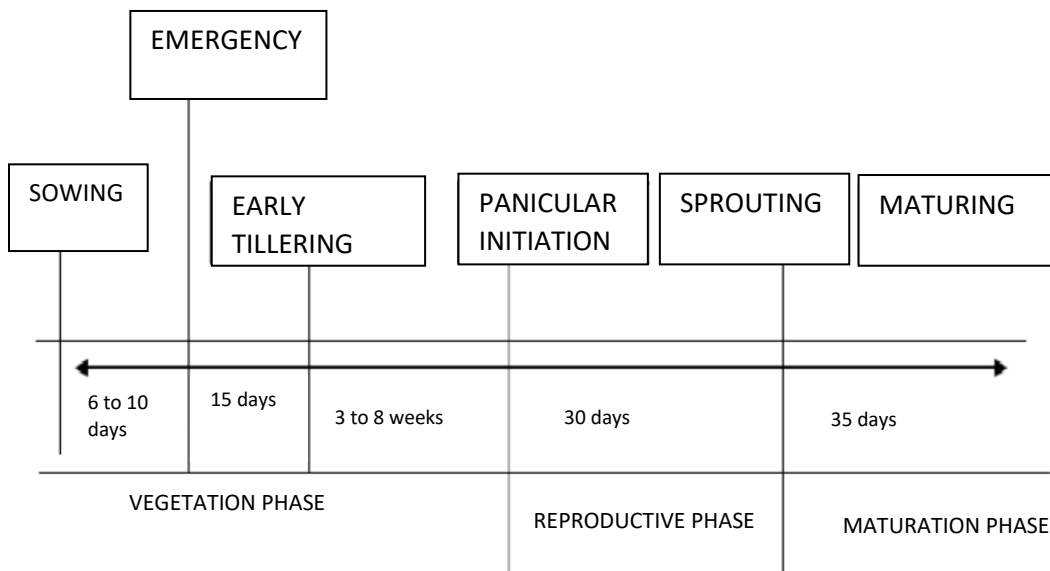 EMERGENCY
SOWING
EARLY
TILLERING
PANICULAR
INITIATION
SPROUTING
MATURING
6 to 10
days
15 days
3 to 8 weeks
30 days
35 days
VEGETATION PHASE
REPRODUCTIVE PHASE
MATURATION PHASE